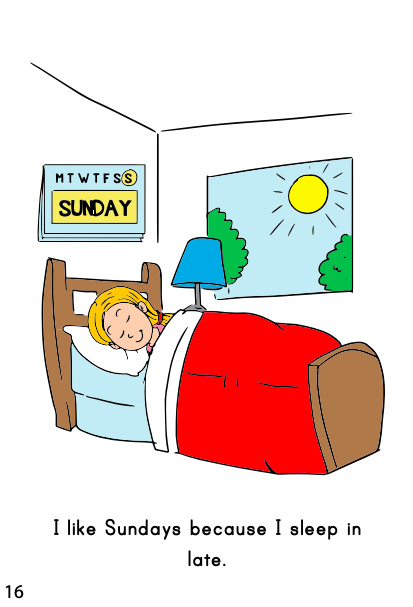 M T W T F S S
SUNDAY
I like Sundays because I sleep in
late.
16